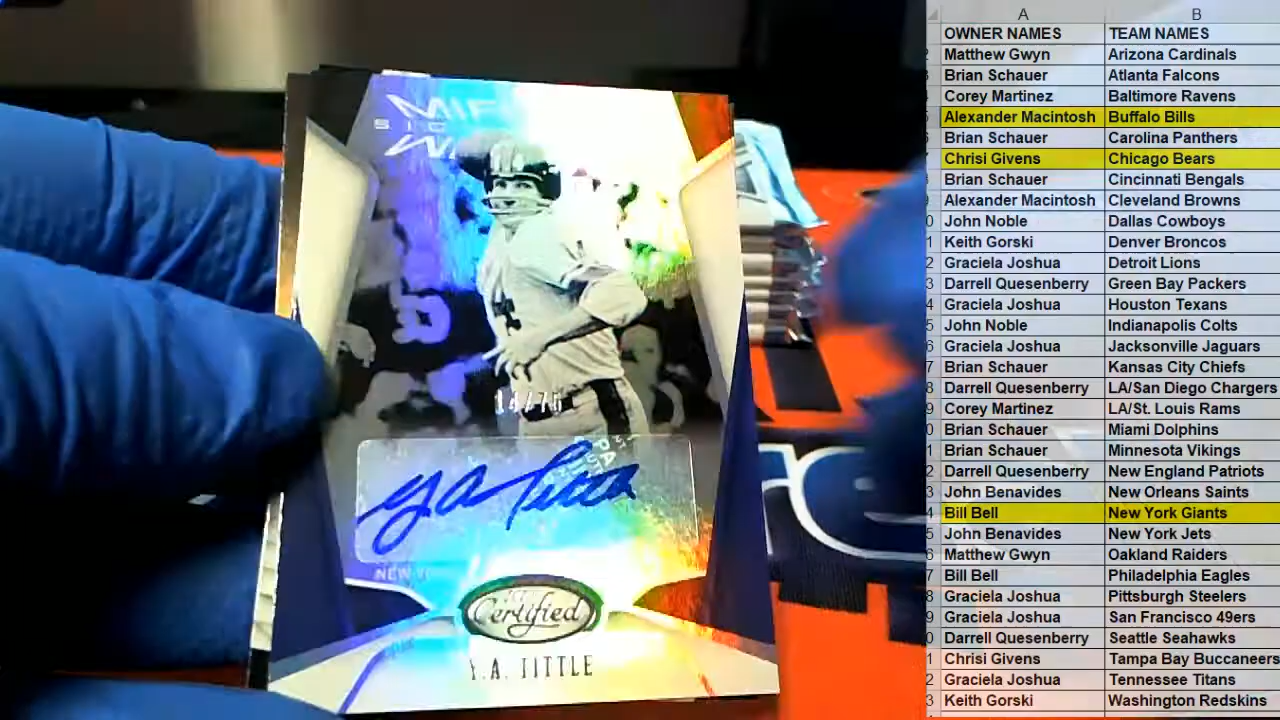 14/75
Y.A. Tittle
Certified
Y.A. TITTLE
A B
OWNER NAMES TEAM NAMES
Matthew Gwyn Arizona Cardinals
Brian Schauer Atlanta Falcons
Corey Martinez Baltimore Ravens
Alexander Macintosh Buffalo Bills
Brian Schauer Carolina Panthers
Chrisi Givens Chicago Bears
Brian Schauer Cincinnati Bengals
Alexander Macintosh Cleveland Browns
John Noble Dallas Cowboys
Keith Gorski Denver Broncos
Graciela Joshua Detroit Lions
Darrell Quesenberry Green Bay Packers
Graciela Joshua Houston Texans
John Noble Indianapolis Colts
Graciela Joshua Jacksonville Jaguars
Brian Schauer Kansas City Chiefs
Darrell Quesenberry LA/San Diego Chargers
Corey Martinez LA/St. Louis Rams
Brian Schauer Miami Dolphins
Brian Schauer Minnesota Vikings
Darrell Quesenberry New England Patriots
John Benavides New Orleans Saints
Bill Bell New York Giants
John Benavides New York Jets
Matthew Gwyn Oakland Raiders
Bill Bell Philadelphia Eagles
Graciela Joshua Pittsburgh Steelers
Graciela Joshua San Francisco 49ers
Darrell Quesenberry Seattle Seahawks
Chrisi Givens Tampa Bay Buccaneers
Graciela Joshua Tennessee Titans
Keith Gorski Washington Redskins